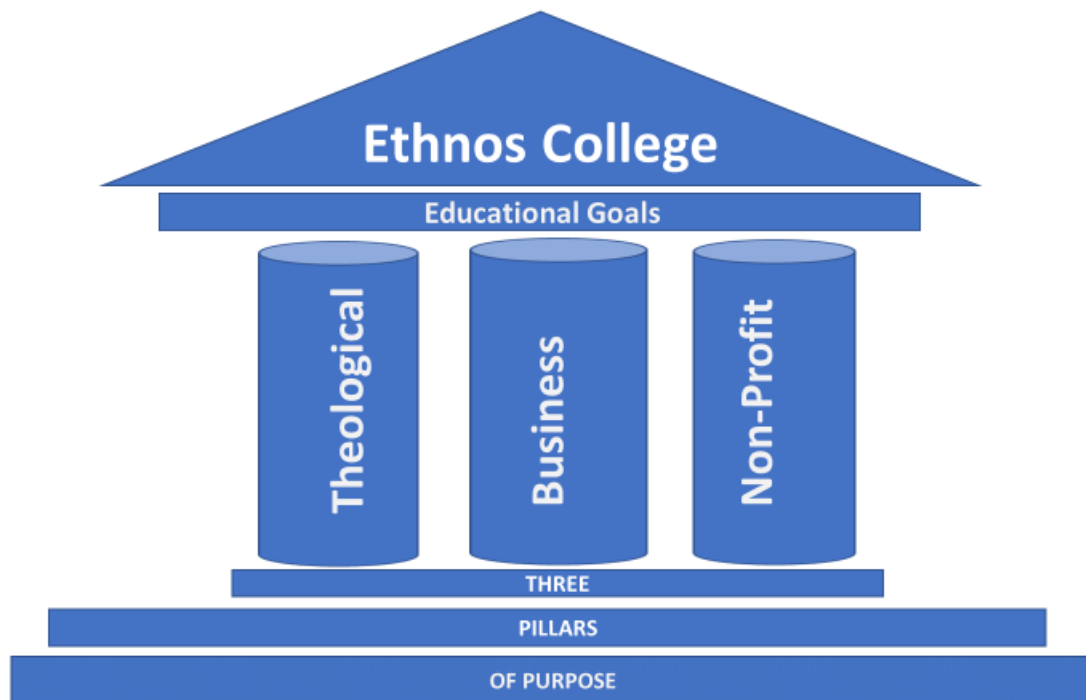 Ethnos College
Educational Goals
Theological
Business
Non-Profit
THREE
PILLARS
OF PURPOSE